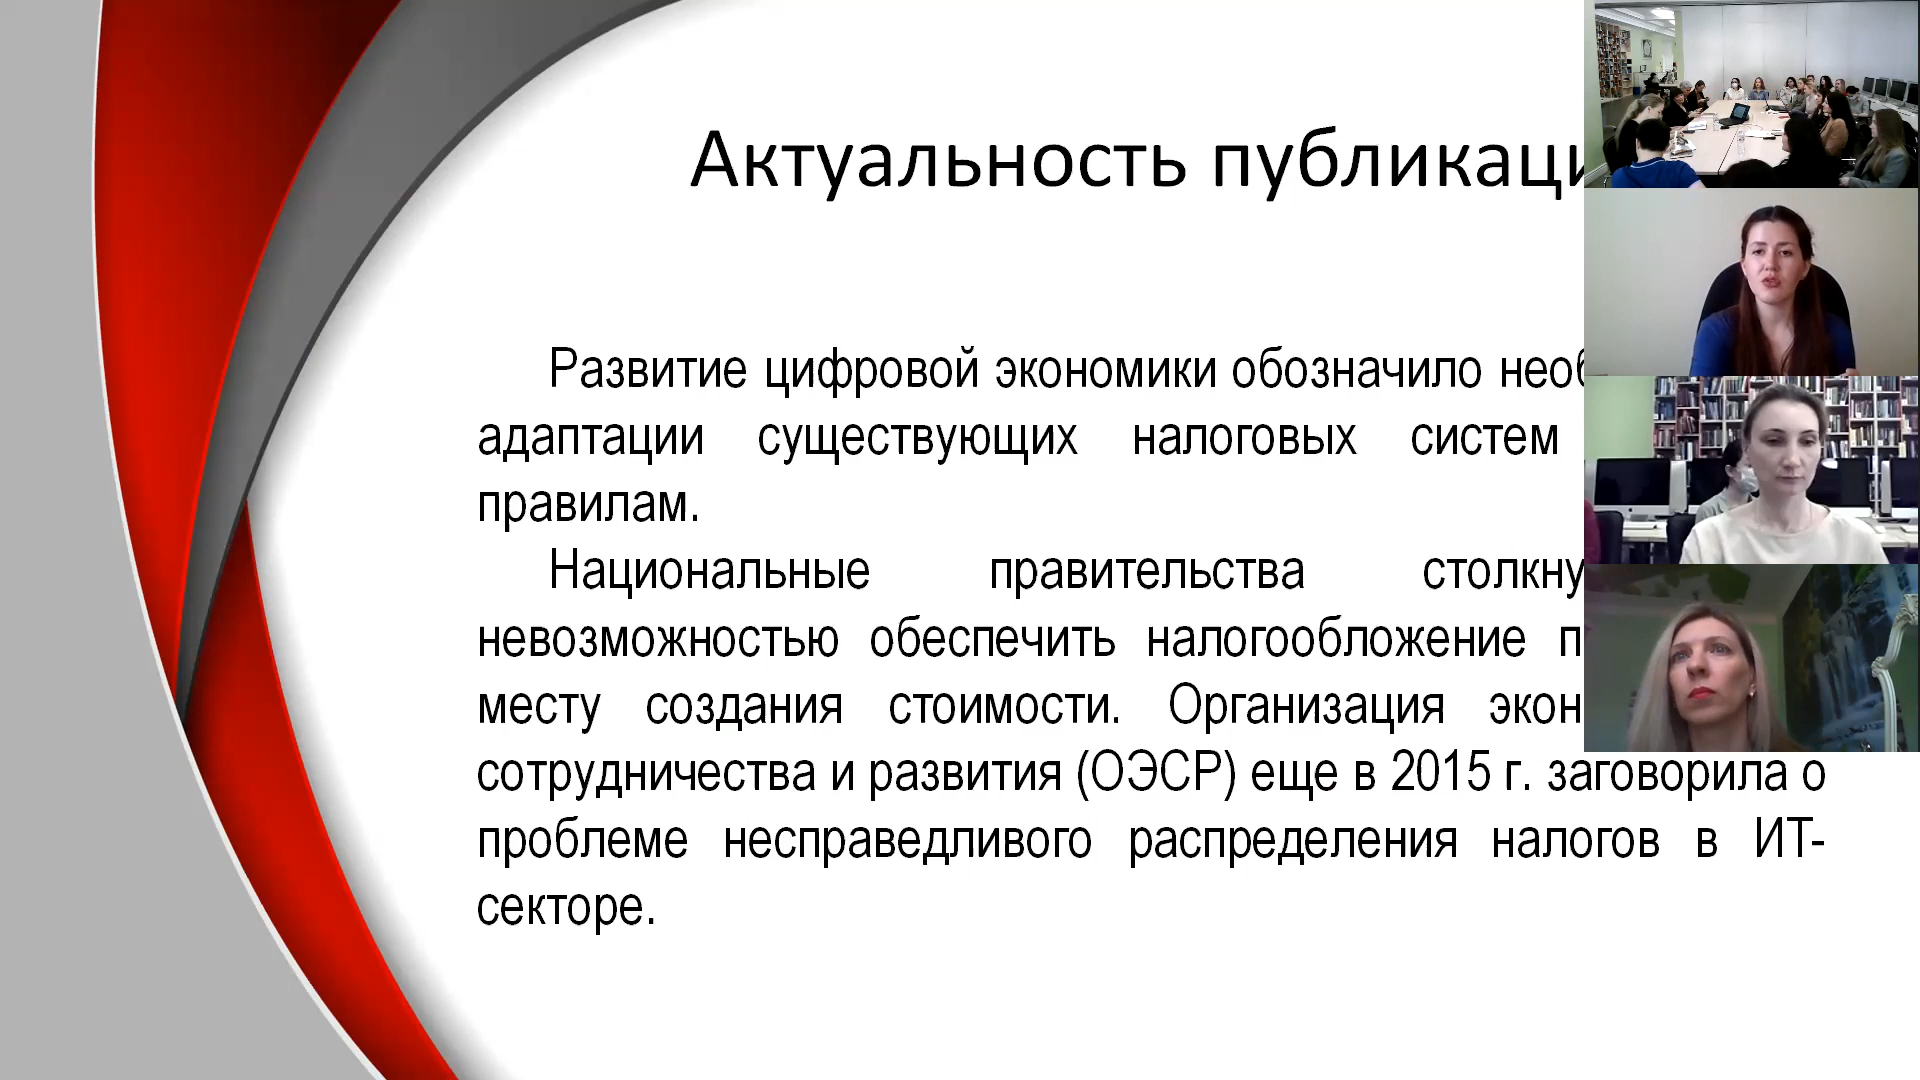 Актуальность публикаци
Развитие цифровой экономики обозначило необ
адаптации существующих налоговых систем
правилам.
Национальные правительства столкну
невозможностью обеспечить налогообложение п
месту создания стоимости. Организация экон
сотрудничества и развития (ОЭСР) еще в 2015 г. заговорила о
проблеме несправедливого распределения налогов в ИТ-
секторе.